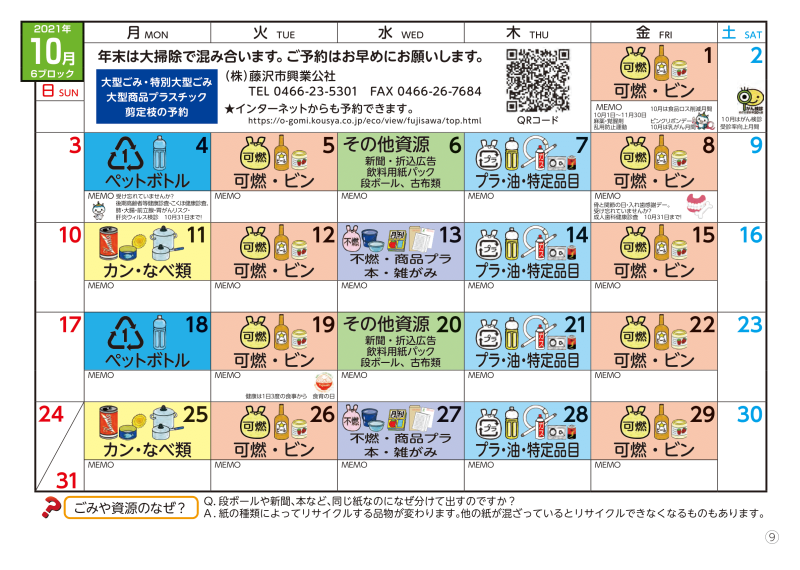 2021年
10月
6ブロック
日 SUN
月 MON
火 TUE
水 WED
木 THU
金 FRI
土 SAT
年末は大掃除で混み合います。ご予約はお早めにお願いします。
大型ごみ・特別大型ごみ
大型商品プラスチック
剪定枝の予約
(株)藤沢市興業公社
TEL 0466-23-5301 FAX 0466-26-7684
★インターネットからも予約できます。
https://o-gomi.kousya.co.jp/eco/view/fujisawa/top.html
QRコード
1
可燃
可燃・ビン
MEMO
10月は食品ロス削減月間
10月1日〜11月30日
麻薬・覚醒剤
乱用防止運動
ピンクリボンデー
10月は乳がん月間
2
10月はがん検診
受診率向上月間
3
4
1
ペットボトル
MEMO
受け忘れていませんか?
後期高齢者等健康診査・こくほ健康診査、
肺・大腸・前立腺・胃がんリスク・
肝炎ウィルス検診 10月31日まで!
5
可燃
可燃・ビン
MEMO
その他資源 6
新聞・折込広告
飲料用紙パック
段ボール、古布類
MEMO
7
プラ
プラ・油・特定品目
MEMO
8
可燃
可燃・ビン
MEMO
骨と関節の日・入れ歯感謝デー。
受け忘れていませんか?
成人歯科健康診査 10月31日まで!
9
10
11
カン・なべ類
MEMO
12
可燃
可燃・ビン
MEMO
13
不燃
月刊
不燃・商品プラ
本・雑がみ
MEMO
14
プラ
プラ・油・特定品目
MEMO
15
可燃
可燃・ビン
MEMO
16
17
18
1
ペットボトル
MEMO
19
可燃
可燃・ビン
MEMO
健康は1日3度の食事から 食育の日
その他資源 20
新聞・折込広告
飲料用紙パック
段ボール、古布類
MEMO
21
プラ
プラ・油・特定品目
MEMO
22
可燃
可燃・ビン
MEMO
23
24
31
25
カン・なべ類
MEMO
26
可燃
可燃・ビン
MEMO
27
不燃
月刊
不燃・商品プラ
本・雑がみ
MEMO
28
プラ
プラ・油・特定品目
MEMO
29
可燃
可燃・ビン
MEMO
30
ごみや資源のなぜ?
Q. 段ボールや新聞、本など、同じ紙なのになぜ分けて出すのですか?
A. 紙の種類によってリサイクルする品物が変わります。他の紙が混ざっているとリサイクルできなくなるものもあります。
9